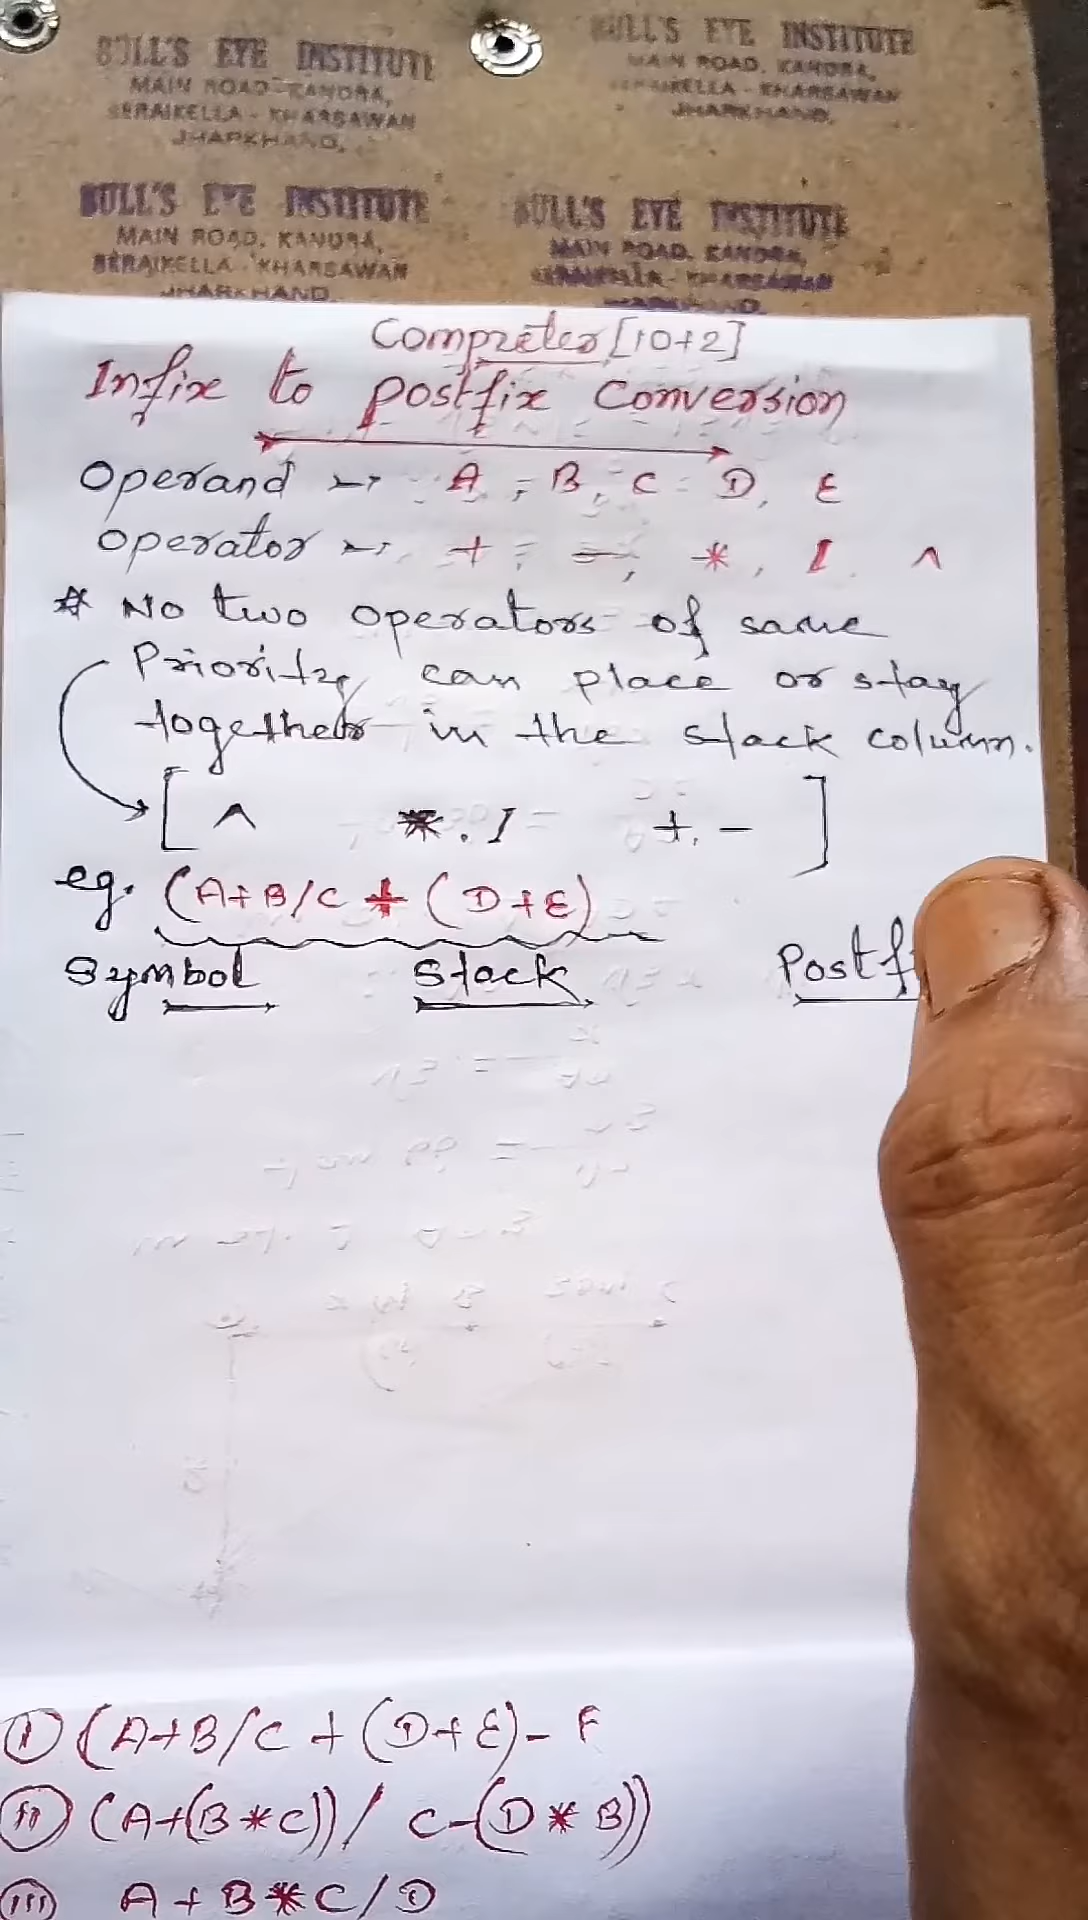 BULL'S EYE INSTITUTE
MAIN ROAD, KANDRA,
SERAIKELLA - KHARSAWAN
JHARKHAND,
BULL'S EYE INSTITUTE
MAIN ROAD, KANDRA,
SERAIKELLA - KHARSAWAN
JHARKHAND,
BULL'S EYE INSTITUTE
MAIN ROAD, KANDRA,
SERAIKELLA - KHARSAWAN
JHARKHAND
BULL'S EYE INSTITUTE
MAIN ROAD, KANDRA,
SERAIKELLA - KHARSAWAN
JHARKHAND
[10+2]
Infix to Postfix Conversion
Operand → A, B, C, D, E
Operator → +, -, *, /, ^
* No two operators of same
Priority can place or stay
together in the stack column.
[ ^ *, / +, - ]
eg. (A+B/C + (D+E)
Symbol Stack Postf
(I) (A+B/C + (D+E) - F
(II) (A+(B*C))/ C-(D*B))
(III) A+B*C/D